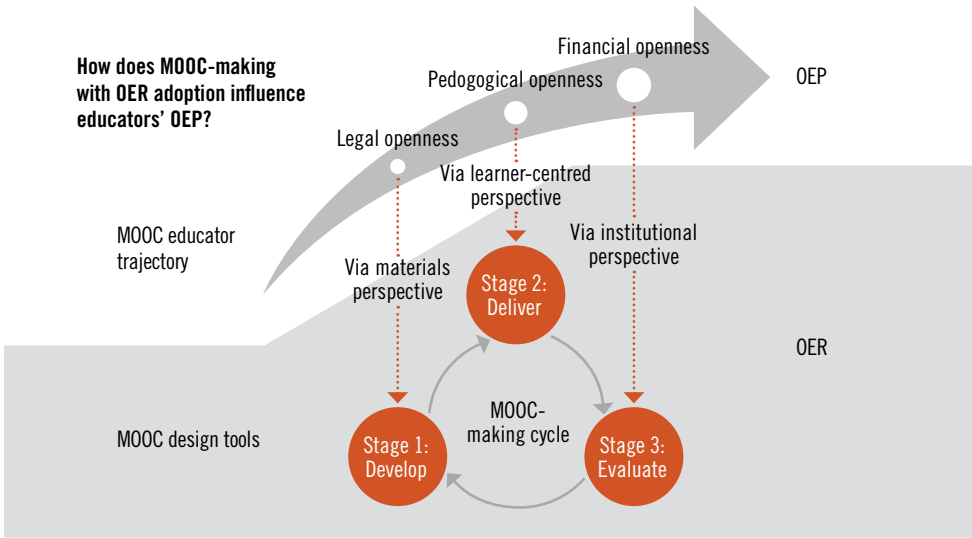 How does MOOC-making
with OER adoption influence
educators’ OEP?
Financial openness
Pedogogical openness
Legal openness
OEP
Via learner-centred
perspective
MOOC educator
trajectory
Via materials
perspective
Via institutional
perspective
Stage 2:
Deliver
OER
MOOC design tools
MOOC-
making cycle
Stage 1:
Develop
Stage 3:
Evaluate